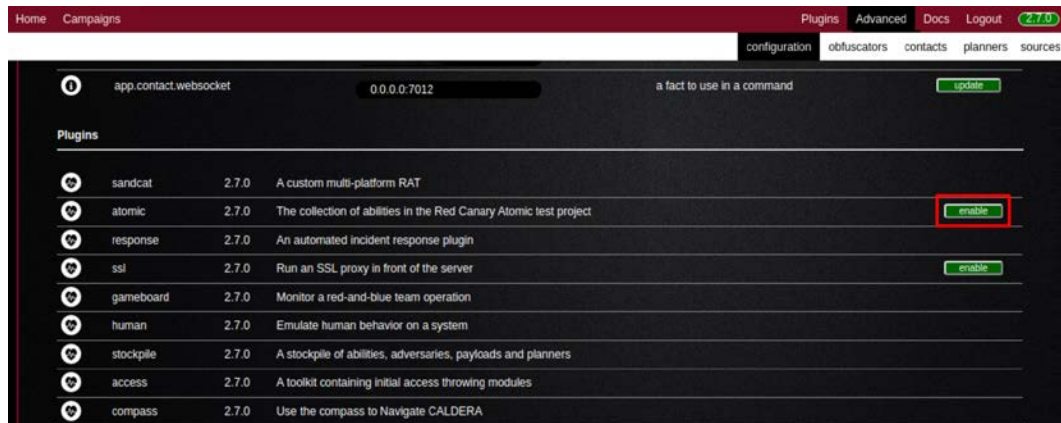 Home Campaigns Plugins Advanced Docs Logout 2.7.0
configuration obfuscators contacts planners sources
app.contact.websocket 0.0.0.0:7012 a fact to use in a command update
Plugins
sandcat 2.7.0 A custom multi-platform RAT
atomic 2.7.0 The collection of abilities in the Red Canary Atomic test project enable
response 2.7.0 An automated incident response plugin
ssl 2.7.0 Run an SSL proxy in front of the server enable
gameboard 2.7.0 Monitor a red-and-blue team operation
human 2.7.0 Emulate human behavior on a system
stockpile 2.7.0 A stockpile of abilities, adversaries, payloads and planners
access 2.7.0 A toolkit containing initial access throwing modules
compass 2.7.0 Use the compass to Navigate CALDERA